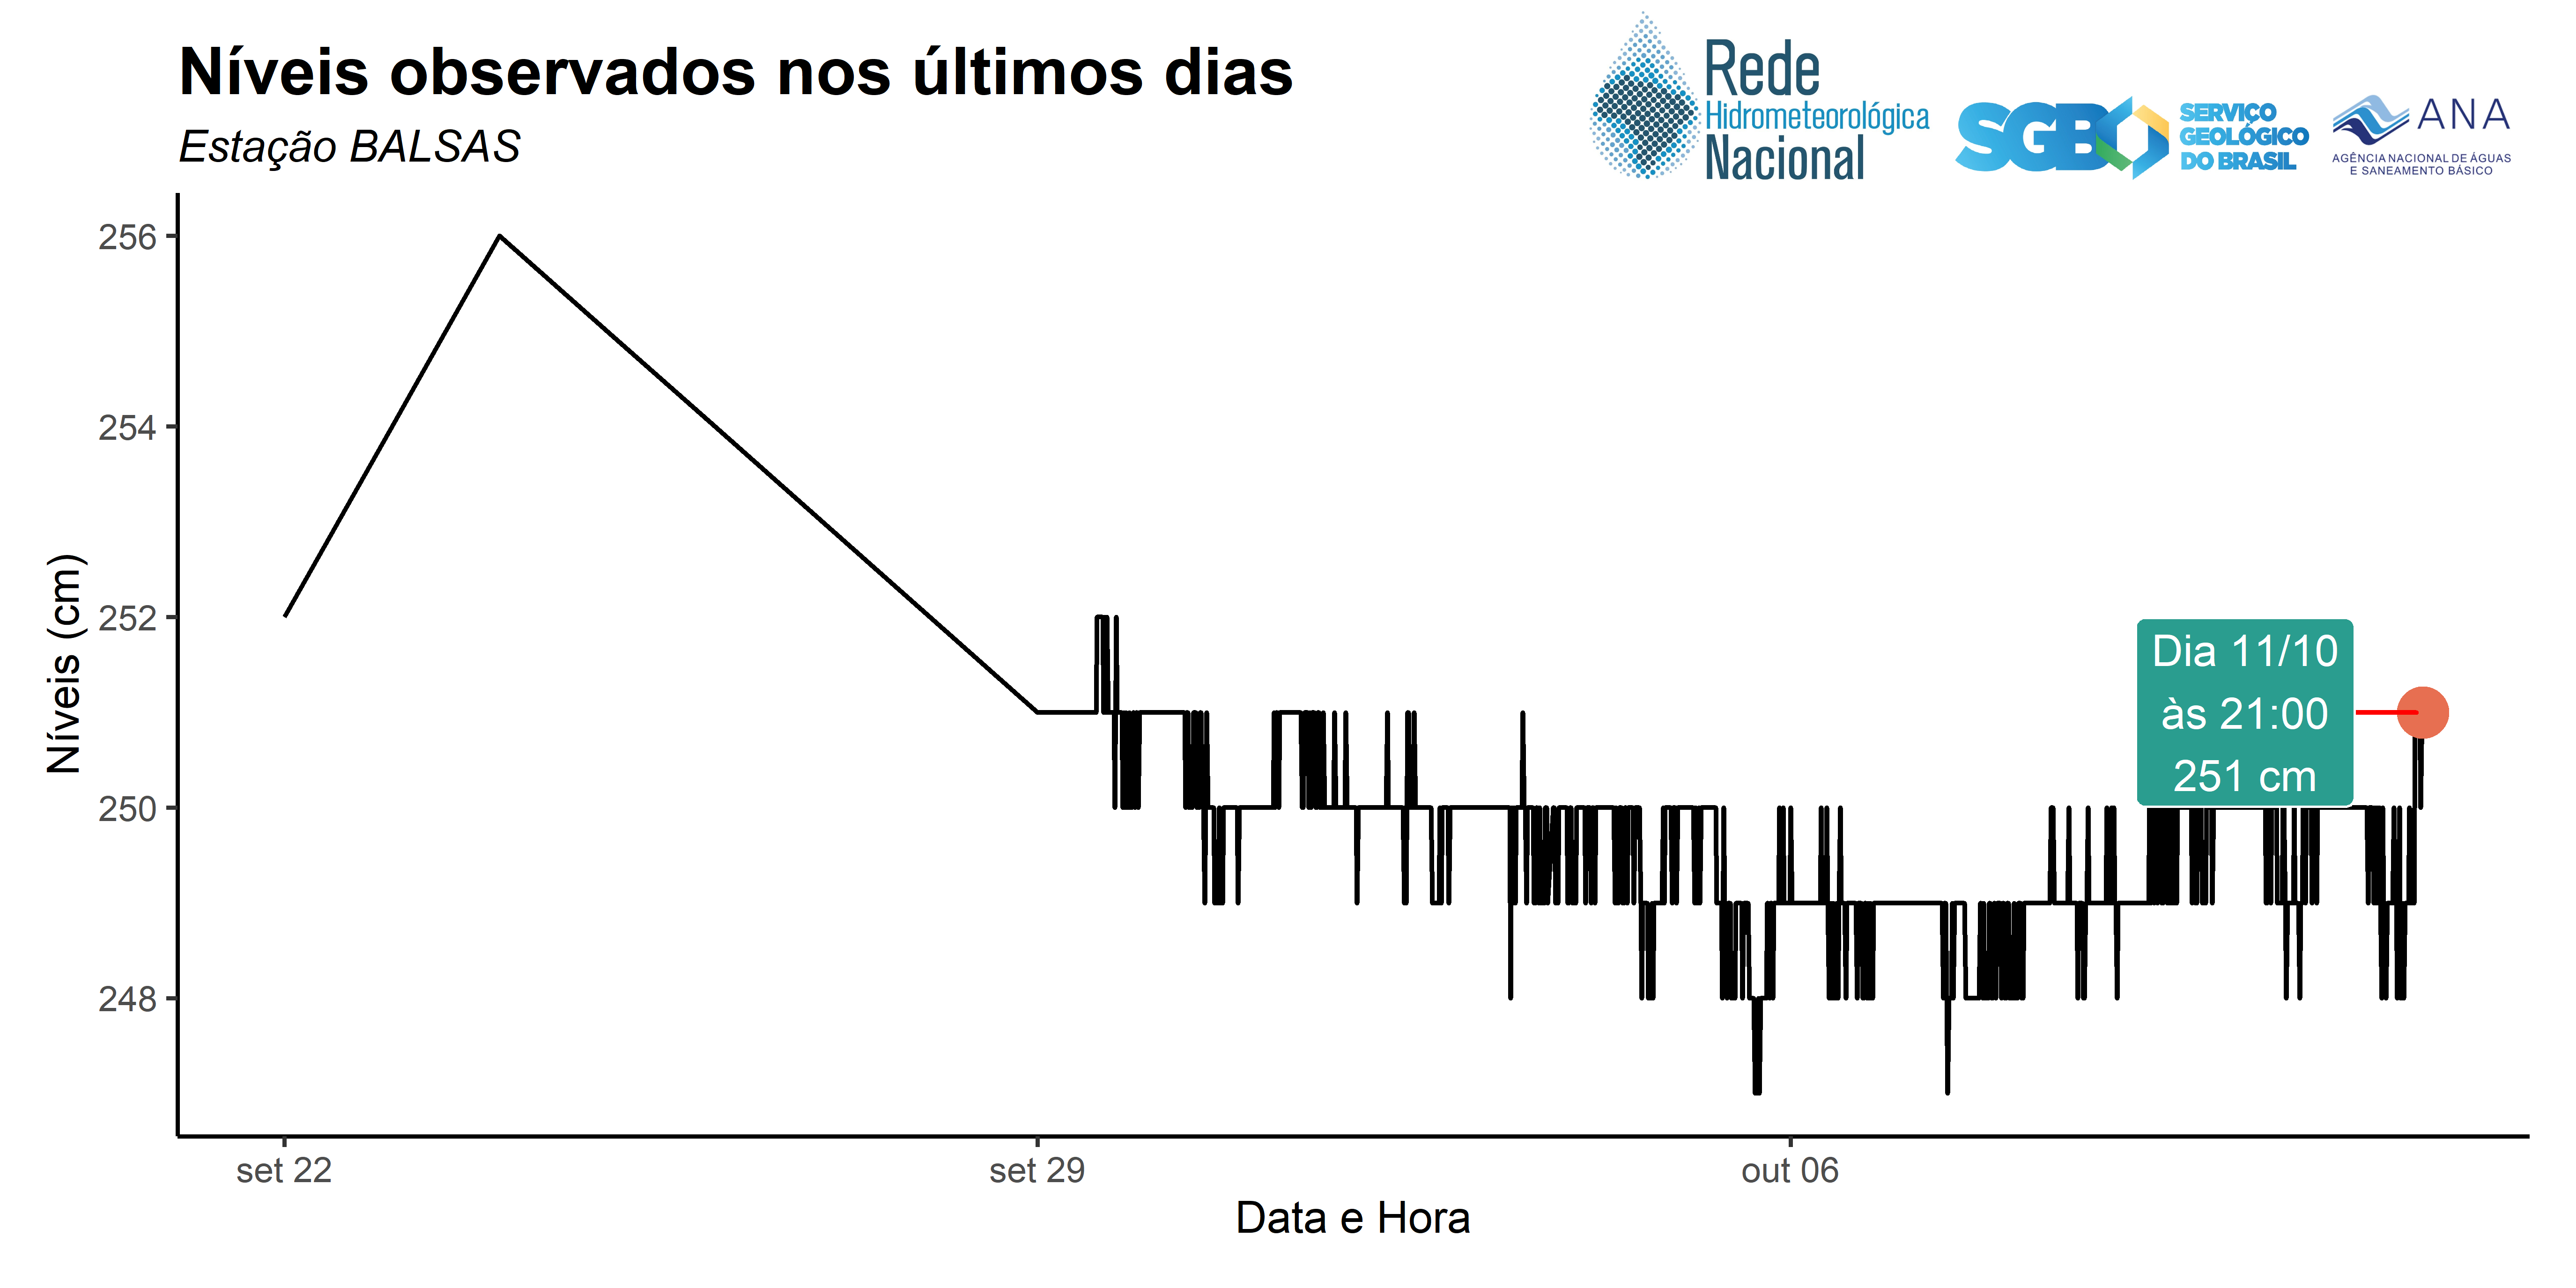 Níveis observados nos últimos dias
Estação BALSAS
Rede
Hidrometeorológica
Nacional
SGB
SERVIÇO
GEOLÓGICO
DO BRASIL
ANA
AGÊNCIA NACIONAL DE ÁGUAS
E SANEAMENTO BÁSICO
Níveis (cm)
256
254
252
250
248
Dia 11/10
às 21:00
251 cm
set 22
set 29
out 06
Data e Hora